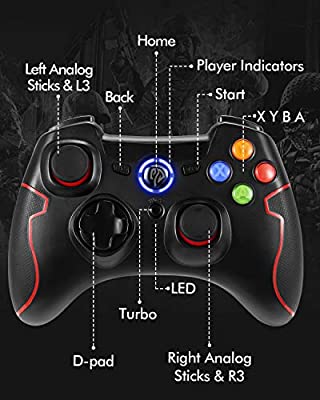 Home
Left Analog
Sticks & L3
Player Indicators
Back
Start
X Y B A
X
LED
Turbo
D-pad
Right Analog
Sticks & R3